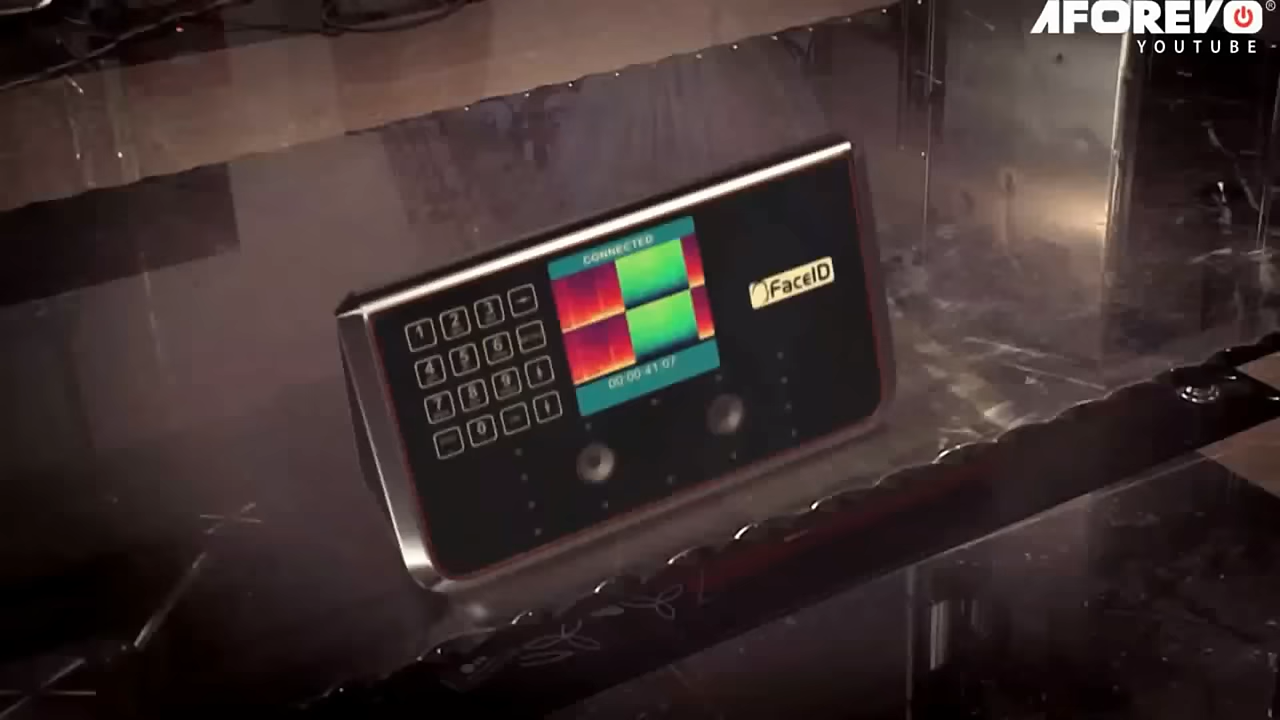 AFOREVO®
YOUTUBE
CONNECTED
FaceID
1 2 3
4 5 6
7 8 9
0
00:00:41:07